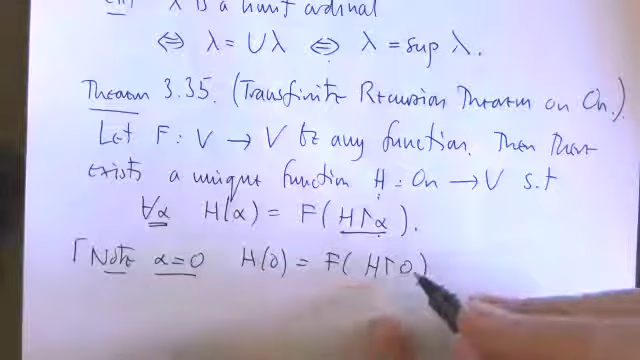 λ is a limit ordinal
⇔ λ = ∪λ ⇔ λ = sup λ.
Theorem 3.35. (Transfinite Recursion Theorem on On.)
Let F : V → V be any function. Then there
exists a unique function H : On → V s.t
∀α H(α) = F(H↾α).
⌈Note α=0 H(0) = F(H↾0)